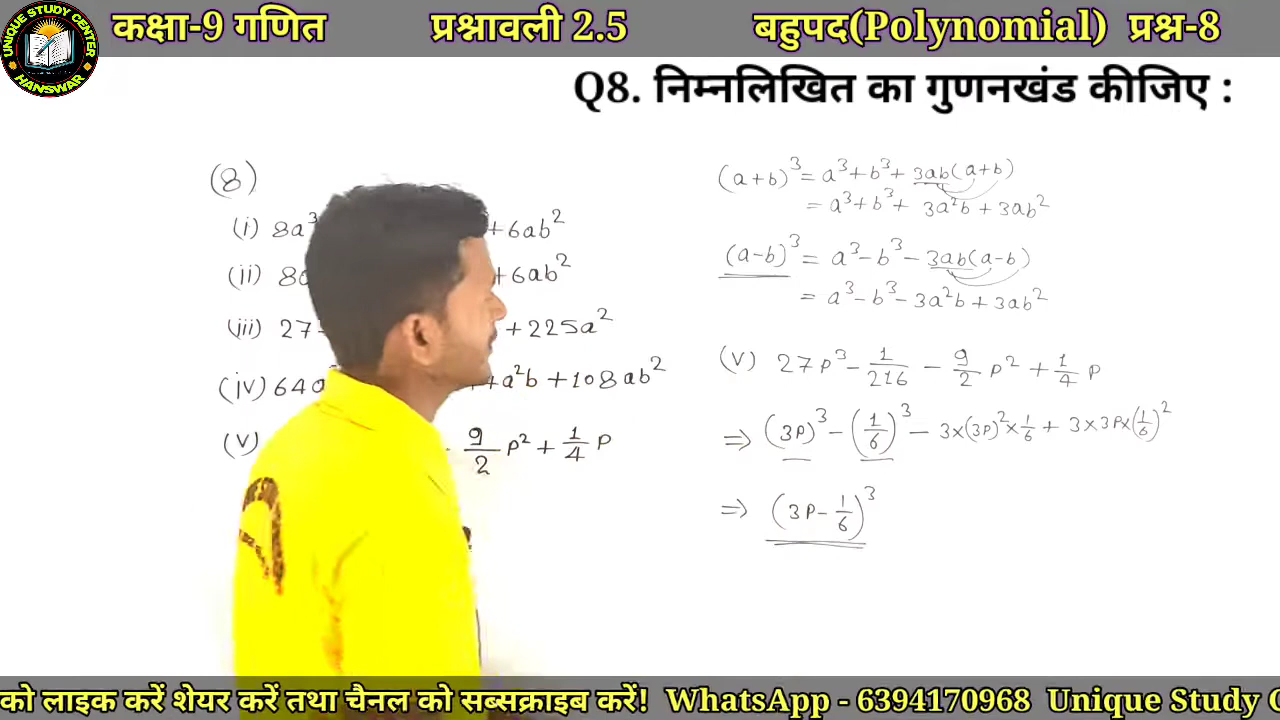 UNIQUE STUDY CENTER
HANSWAR
कक्षा-9 गणित प्रश्नावली 2.5 बहुपद(Polynomial) प्रश्न-8
Q8. निम्नलिखित का गुणनखंड कीजिए :
(8)
(i) 8a³ +6ab²
(ii) +6ab²
(iii) 27 +225a²
(iv) 64a a²b +108ab²
(v) - 9/2 p² + 1/4 p
(a+b)³ = a³+b³+ 3ab(a+b)
= a³+b³+ 3a²b + 3ab²
(a-b)³ = a³-b³-3ab(a-b)
= a³-b³-3a²b+3ab²
(v) 27p³ - 1/216 - 9/2 p² + 1/4 p
⇒ (3p)³ - (1/6)³ - 3×(3p)²×1/6 + 3×3p×(1/6)²
⇒ (3p - 1/6)³
को लाइक करें शेयर करें तथा चैनल को सब्सक्राइब करें! WhatsApp - 6394170968 Unique Study